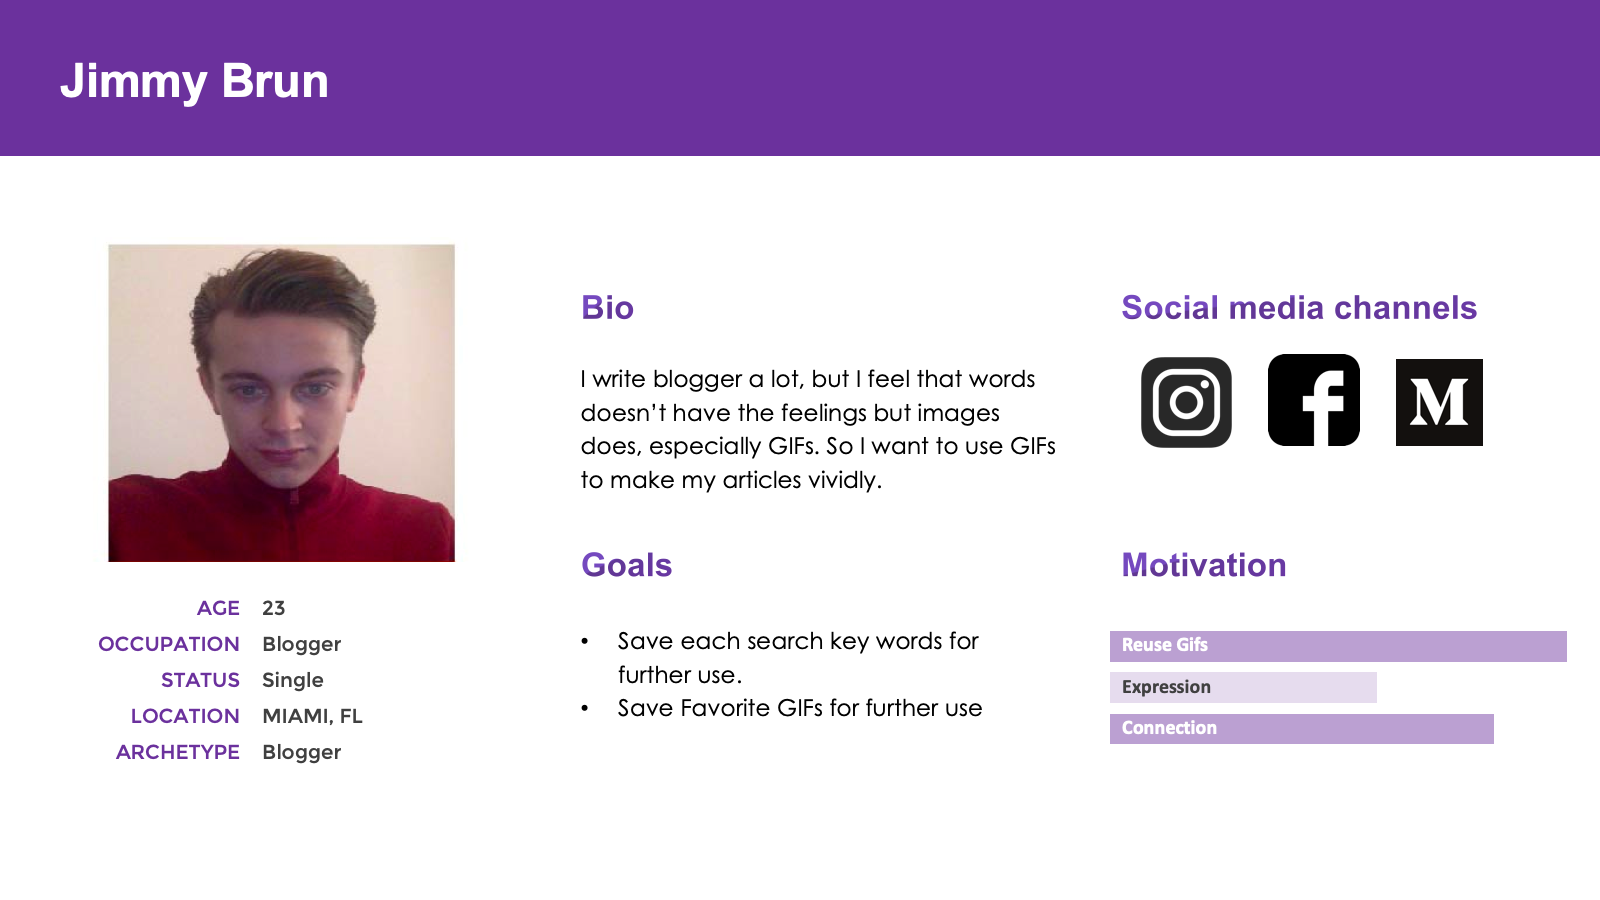 Jimmy Brun
AGE 23
OCCUPATION Blogger
STATUS Single
LOCATION MIAMI, FL
ARCHETYPE Blogger
Bio
I write blogger a lot, but I feel that words
doesn’t have the feelings but images
does, especially GIFs. So I want to use GIFs
to make my articles vividly.
Goals
• Save each search key words for
further use.
• Save Favorite GIFs for further use
Social media channels
f
M
Motivation
Reuse Gifs
Expression
Connection